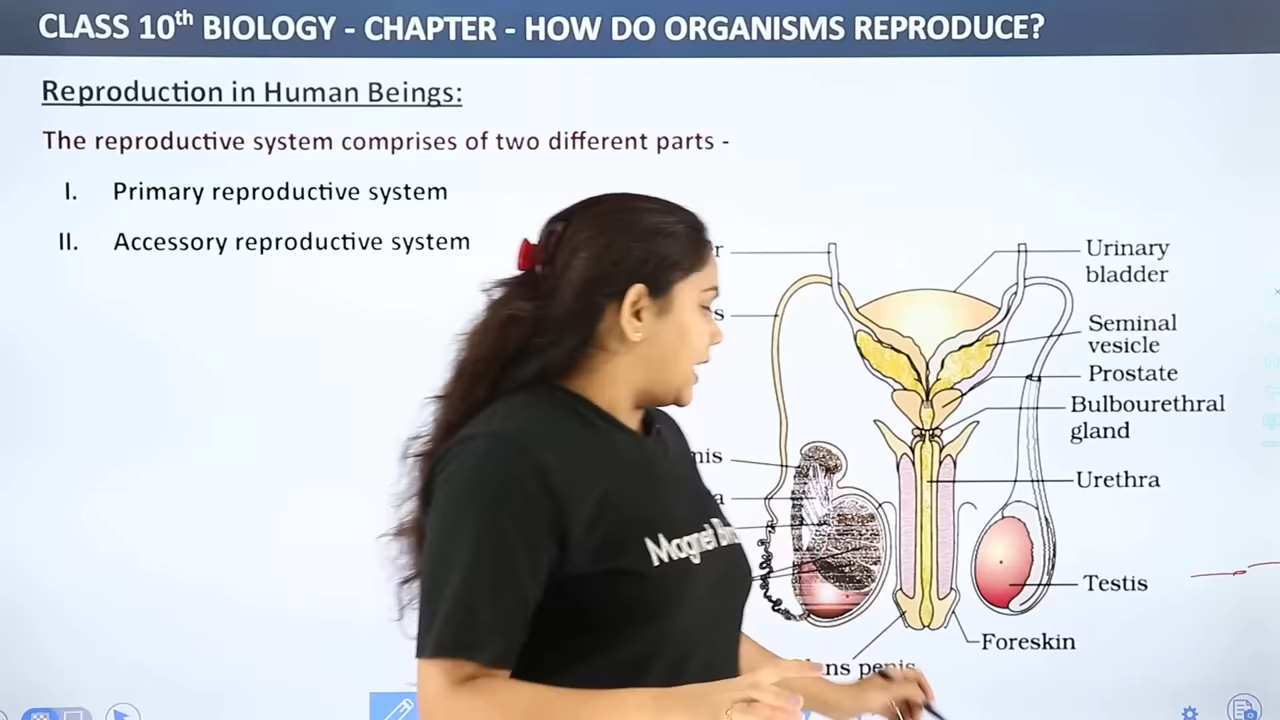 CLASS 10th BIOLOGY - CHAPTER - HOW DO ORGANISMS REPRODUCE?
Reproduction in Human Beings:
The reproductive system comprises of two different parts -
I. Primary reproductive system
II. Accessory reproductive system
Urinary
bladder
Seminal
vesicle
Prostate
Bulbourethral
gland
Urethra
Testis
Foreskin
penis